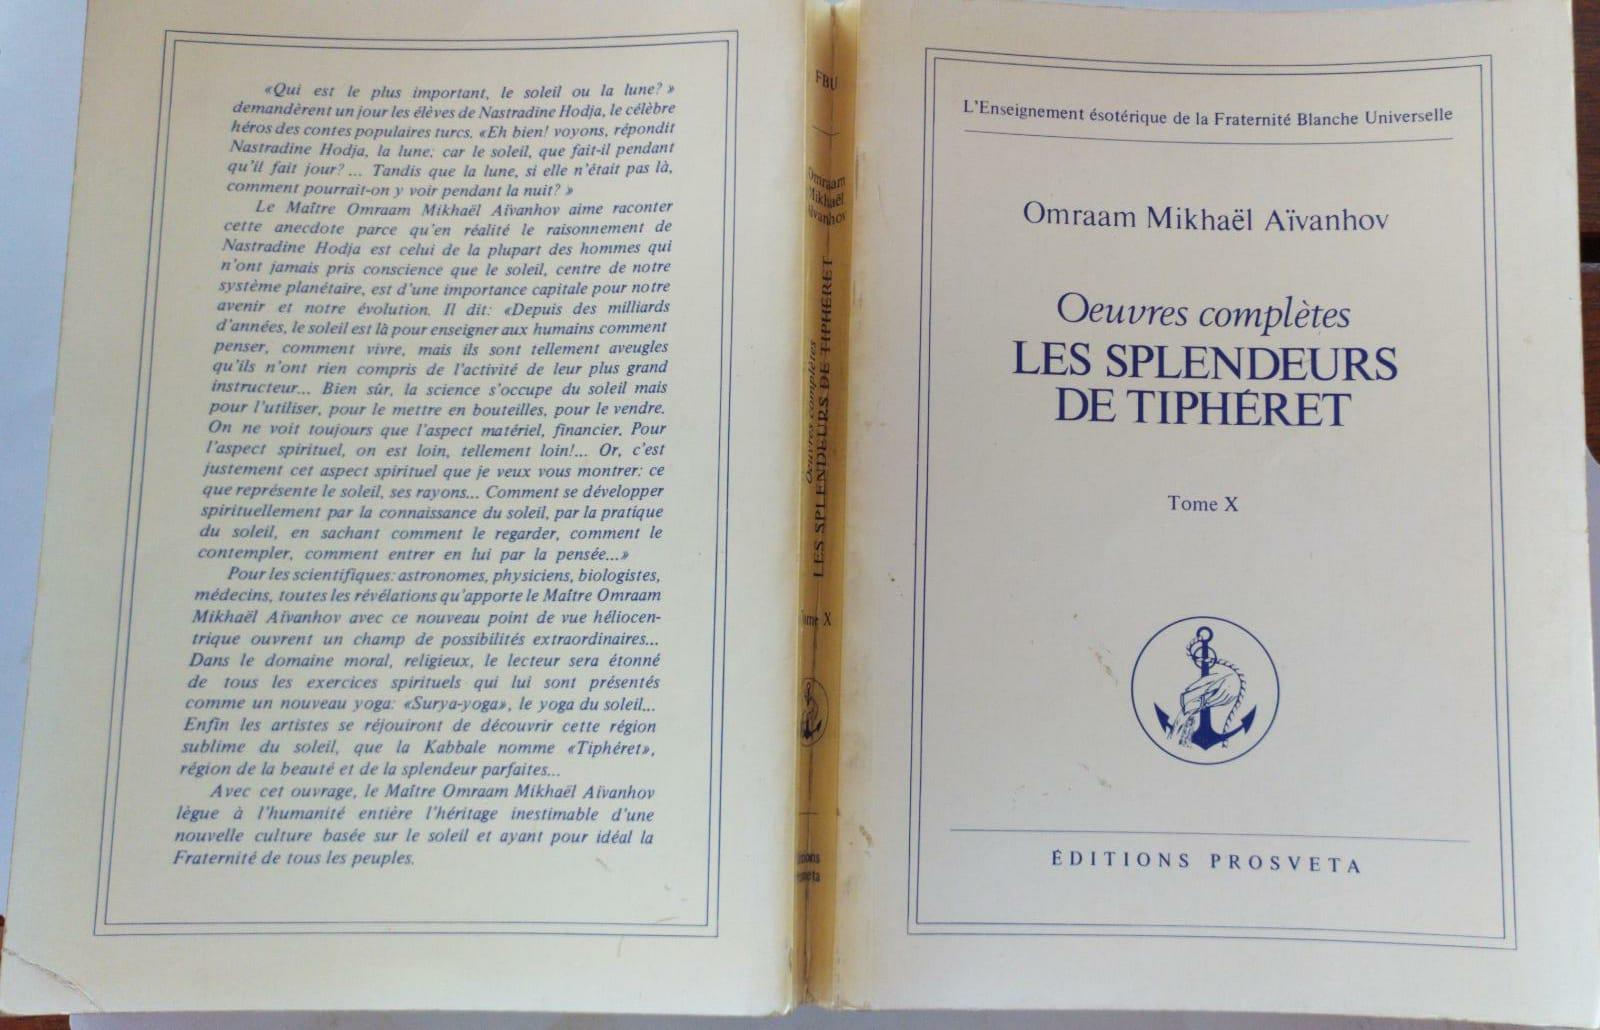 «Qui est le plus important, le soleil ou la lune?»
demandèrent un jour les élèves de Nastradine Hodja, le célèbre
héros des contes populaires turcs. «Eh bien! voyons, répondit
Nastradine Hodja, la lune; car le soleil, que fait-il pendant
qu'il fait jour?... Tandis que la lune, si elle n'était pas là,
comment pourrait-on y voir pendant la nuit?»
Le Maître Omraam Mikhaël Aïvanhov aime raconter
cette anecdote parce qu'en réalité le raisonnement de
Nastradine Hodja est celui de la plupart des hommes qui
n'ont jamais pris conscience que le soleil, centre de notre
système planétaire, est d'une importance capitale pour notre
avenir et notre évolution. Il dit: «Depuis des milliards
d'années, le soleil est là pour enseigner aux humains comment
penser, comment vivre, mais ils sont tellement aveugles
qu'ils n'ont rien compris de l'activité de leur plus grand
instructeur... Bien sûr, la science s'occupe du soleil mais
pour l'utiliser, pour le mettre en bouteilles, pour le vendre.
On ne voit toujours que l'aspect matériel, financier. Pour
l'aspect spirituel, on est loin, tellement loin!... Or, c'est
justement cet aspect spirituel que je veux vous montrer: ce
que représente le soleil, ses rayons... Comment se développer
spirituellement par la connaissance du soleil, par la pratique
du soleil, en sachant comment le regarder, comment le
contempler, comment entrer en lui par la pensée...»
Pour les scientifiques: astronomes, physiciens, biologistes,
médecins, toutes les révélations qu'apporte le Maître Omraam
Mikhaël Aïvanhov avec ce nouveau point de vue héliocen-
trique ouvrent un champ de possibilités extraordinaires...
Dans le domaine moral, religieux, le lecteur sera étonné
de tous les exercices spirituels qui lui sont présentés
comme un nouveau yoga: «Surya-yoga», le yoga du soleil...
Enfin les artistes se réjouiront de découvrir cette région
sublime du soleil, que la Kabbale nomme «Tiphéret»,
région de la beauté et de la splendeur parfaites...
Avec cet ouvrage, le Maître Omraam Mikhaël Aïvanhov
lègue à l'humanité entière l'héritage inestimable d'une
nouvelle culture basée sur le soleil et ayant pour idéal la
Fraternité de tous les peuples.
FBU
Omraam
Mikhaël
Aïvanhov
Oeuvres complètes
LES SPLENDEURS DE TIPHÉRET
Tome X
L'Enseignement ésotérique de la Fraternité Blanche Universelle
Omraam Mikhaël Aïvanhov
Oeuvres complètes
LES SPLENDEURS
DE TIPHÉRET
Tome X
ÉDITIONS PROSVETA